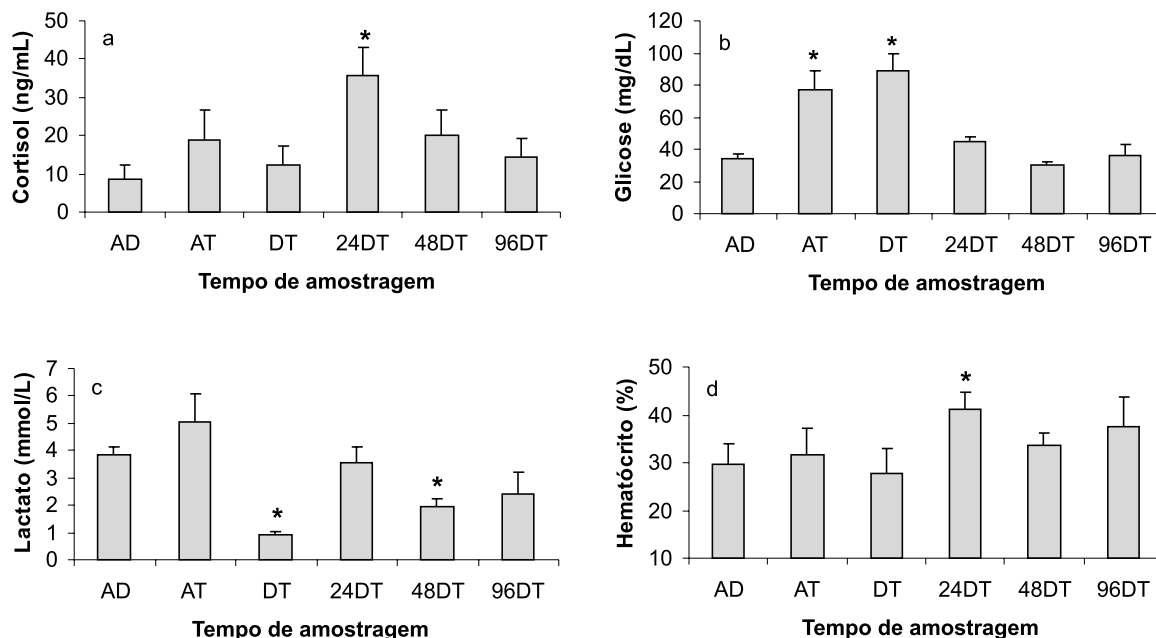 a
Cortisol (ng/mL)
50
40
30
20
10
0
*
AD AT DT 24DT 48DT 96DT
Tempo de amostragem
b
Glicose (mg/dL)
120
100
80
60
40
20
0
* *
AD AT DT 24DT 48DT 96DT
Tempo de amostragem
c
Lactato (mmol/L)
7
6
5
4
3
2
1
0
* *
AD AT DT 24DT 48DT 96DT
Tempo de amostragem
d
Hematócrito (%)
50
40
30
20
10
*
AD AT DT 24DT 48DT 96DT
Tempo de amostragem